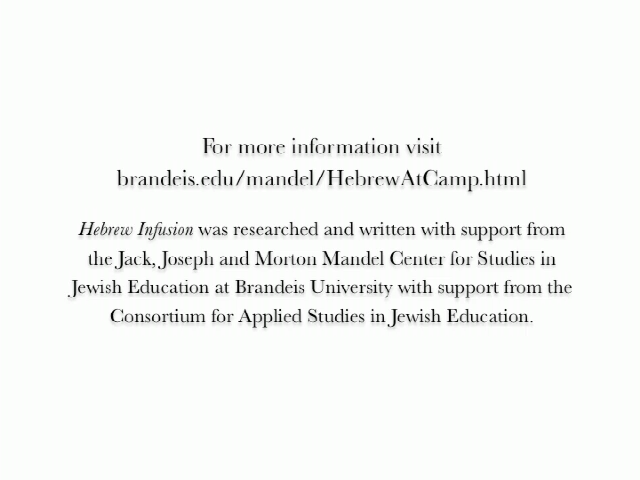 For more information visit
brandeis.edu/mandel/HebrewAtCamp.html
Hebrew Infusion was researched and written with support from
the Jack, Joseph and Morton Mandel Center for Studies in
Jewish Education at Brandeis University with support from the
Consortium for Applied Studies in Jewish Education.